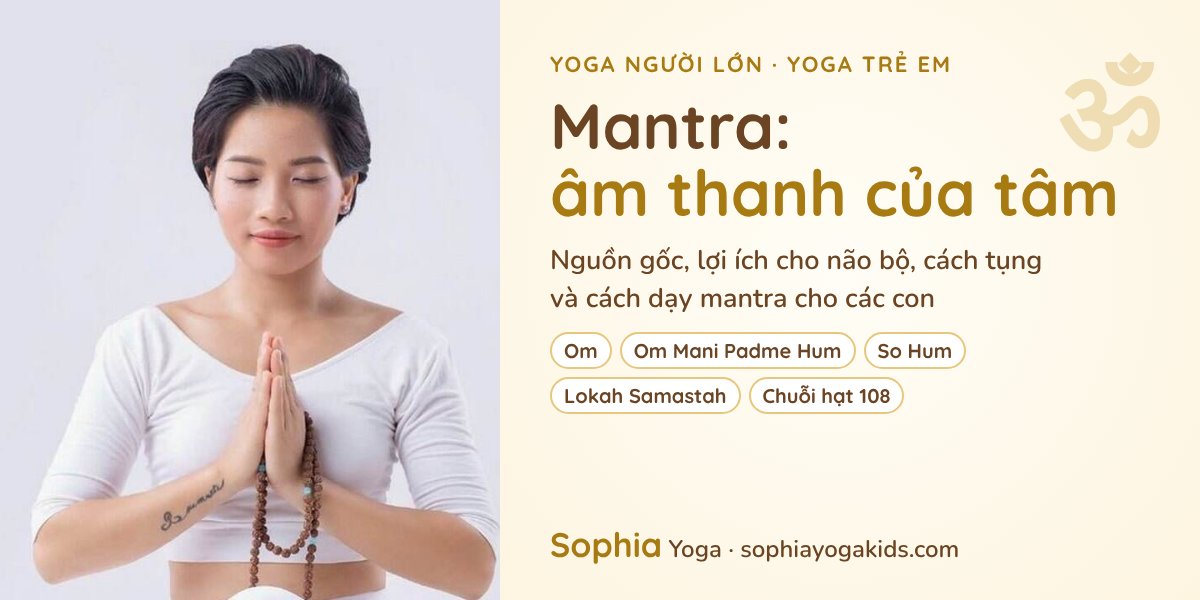 YOGA NGƯỜI LỚN · YOGA TRẺ EM
Mantra:
âm thanh của tâm
Nguồn gốc, lợi ích cho não bộ, cách tụng
và cách dạy mantra cho các con
Om
Om Mani Padme Hum
So Hum
Lokah Samastah
Chuỗi hạt 108
Sophia Yoga · sophiayogakids.com
ॐ